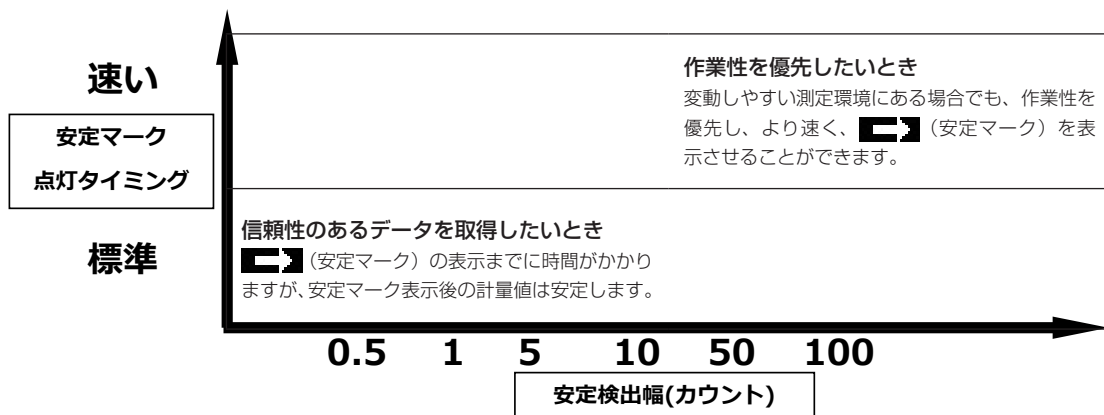 速い
安定マーク
点灯タイミング
標準
作業性を優先したいとき
変動しやすい測定環境にある場合でも、作業性を
優先し、より速く、（安定マーク）を表
示させることができます。
信頼性のあるデータを取得したいとき
（安定マーク）の表示までに時間がかかり
ますが、安定マーク表示後の計量値は安定します。
0.5 1 5 10 50 100
安定検出幅(カウント)